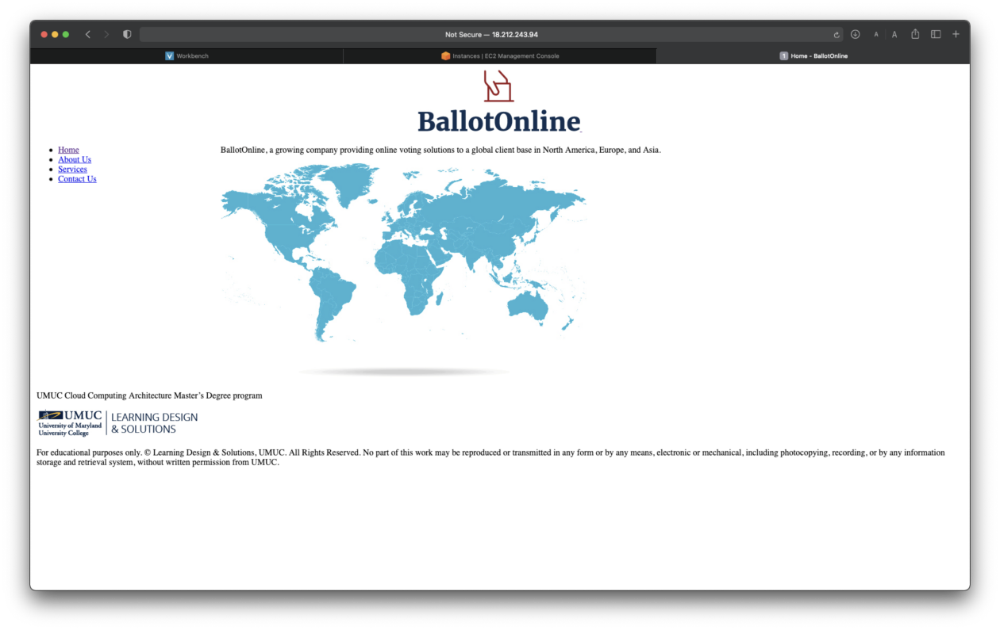 Not Secure — 18.212.243.94
A A
V Workbench
Instances | EC2 Management Console
1 Home - BallotOnline
BallotOnline
Home
About Us
Services
Contact Us
BallotOnline, a growing company providing online voting solutions to a global client base in North America, Europe, and Asia.
UMUC Cloud Computing Architecture Master’s Degree program
UMUC
University of Maryland
University College
LEARNING DESIGN
& SOLUTIONS
For educational purposes only. © Learning Design & Solutions, UMUC. All Rights Reserved. No part of this work may be reproduced or transmitted in any form or by any means, electronic or mechanical, including photocopying, recording, or by any information
storage and retrieval system, without written permission from UMUC.